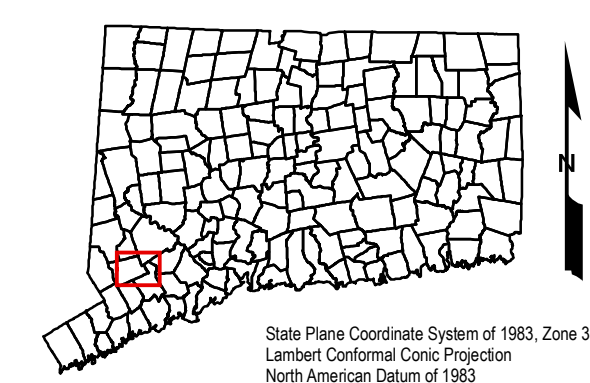 N
State Plane Coordinate System of 1983, Zone 3
Lambert Conformal Conic Projection
North American Datum of 1983